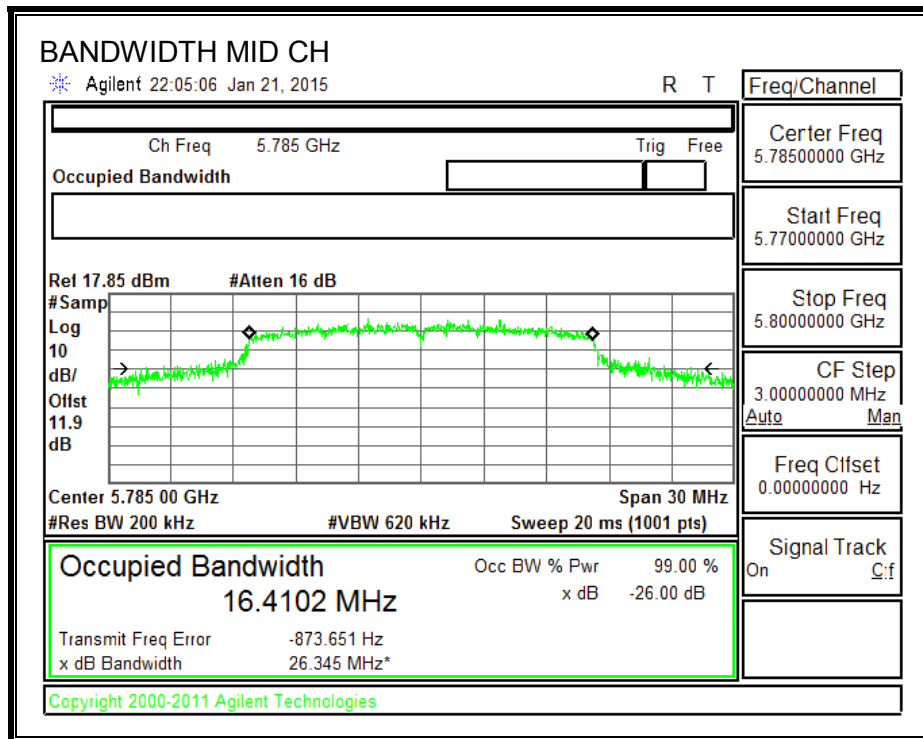 BANDWIDTH MID CH
Agilent 22:05:06 Jan 21, 2015 R T
Ch Freq 5.785 GHz Trig Free
Occupied Bandwidth
Ref 17.85 dBm #Atten 16 dB
#Samp
Log
10
dB/
Offst
11.9
dB
Center 5.785 00 GHz Span 30 MHz
#Res BW 200 kHz #VBW 620 kHz Sweep 20 ms (1001 pts)
Occupied Bandwidth
16.4102 MHz
Occ BW % Pwr 99.00 %
x dB -26.00 dB
Transmit Freq Error -873.651 Hz
x dB Bandwidth 26.345 MHz*
Copyright 2000-2011 Agilent Technologies
Freq/Channel
Center Freq
5.78500000 GHz
Start Freq
5.77000000 GHz
Stop Freq
5.80000000 GHz
CF Step
3.00000000 MHz
Auto Man
Freq Offset
0.00000000 Hz
Signal Track
On Off